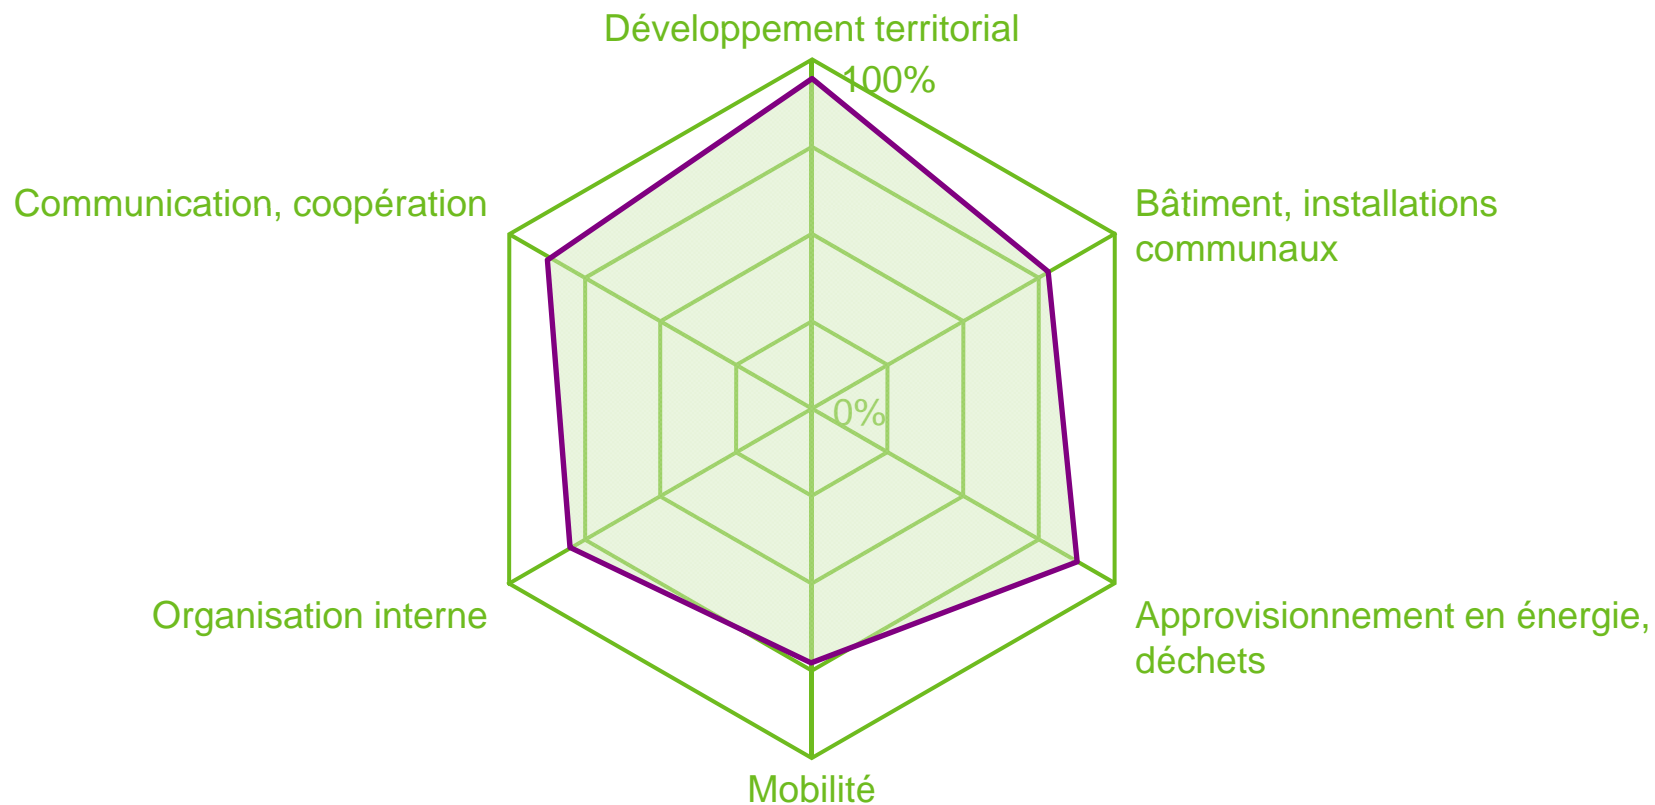 Développement territorial
100%
Communication, coopération
Bâtiment, installations
communaux
0%
Organisation interne
Approvisionnement en énergie,
déchets
Mobilité